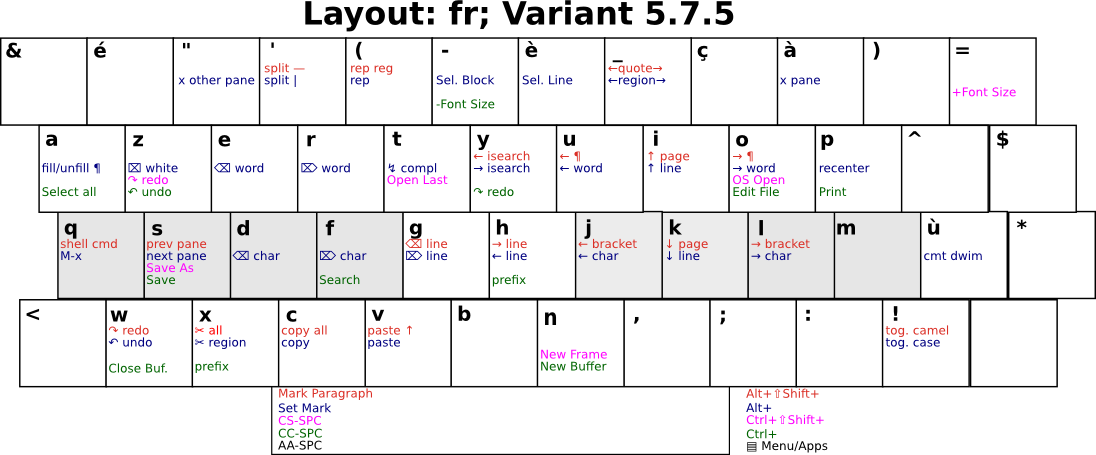 Layout: fr; Variant 5.7.5
& é " ' ( - è _ ç à ) =
split — rep reg ←quote→
x other pane split | rep Sel. Block Sel. Line ←region→ x pane
+Font Size
-Font Size
a z e r t y u i o p ^ $
← isearch ← ¶ ↑ page → ¶
fill/unfill ¶ ⌧ white ⌫ word ⌦ word ↯ compl → isearch ← word ↑ line → word recenter
↷ redo Open Last OS Open
Select all ↶ undo ↷ redo Edit File Print
q s d f g h j k l m ù *
shell cmd prev pane ⌫ line → line ← bracket ↓ page → bracket
M-x next pane ⌫ char ⌦ char ⌦ line ← line ← char ↓ line → char cmt dwim
Save As
Save Search prefix
< w x c v b n , ; : !
↷ redo ✂ all copy all paste ↑ tog. camel
↶ undo ✂ region copy paste tog. case
New Frame
Close Buf. prefix New Buffer
Mark Paragraph Alt+⇧Shift+
Set Mark Alt+
CS-SPC Ctrl+⇧Shift+
CC-SPC Ctrl+
AA-SPC ▤ Menu/Apps